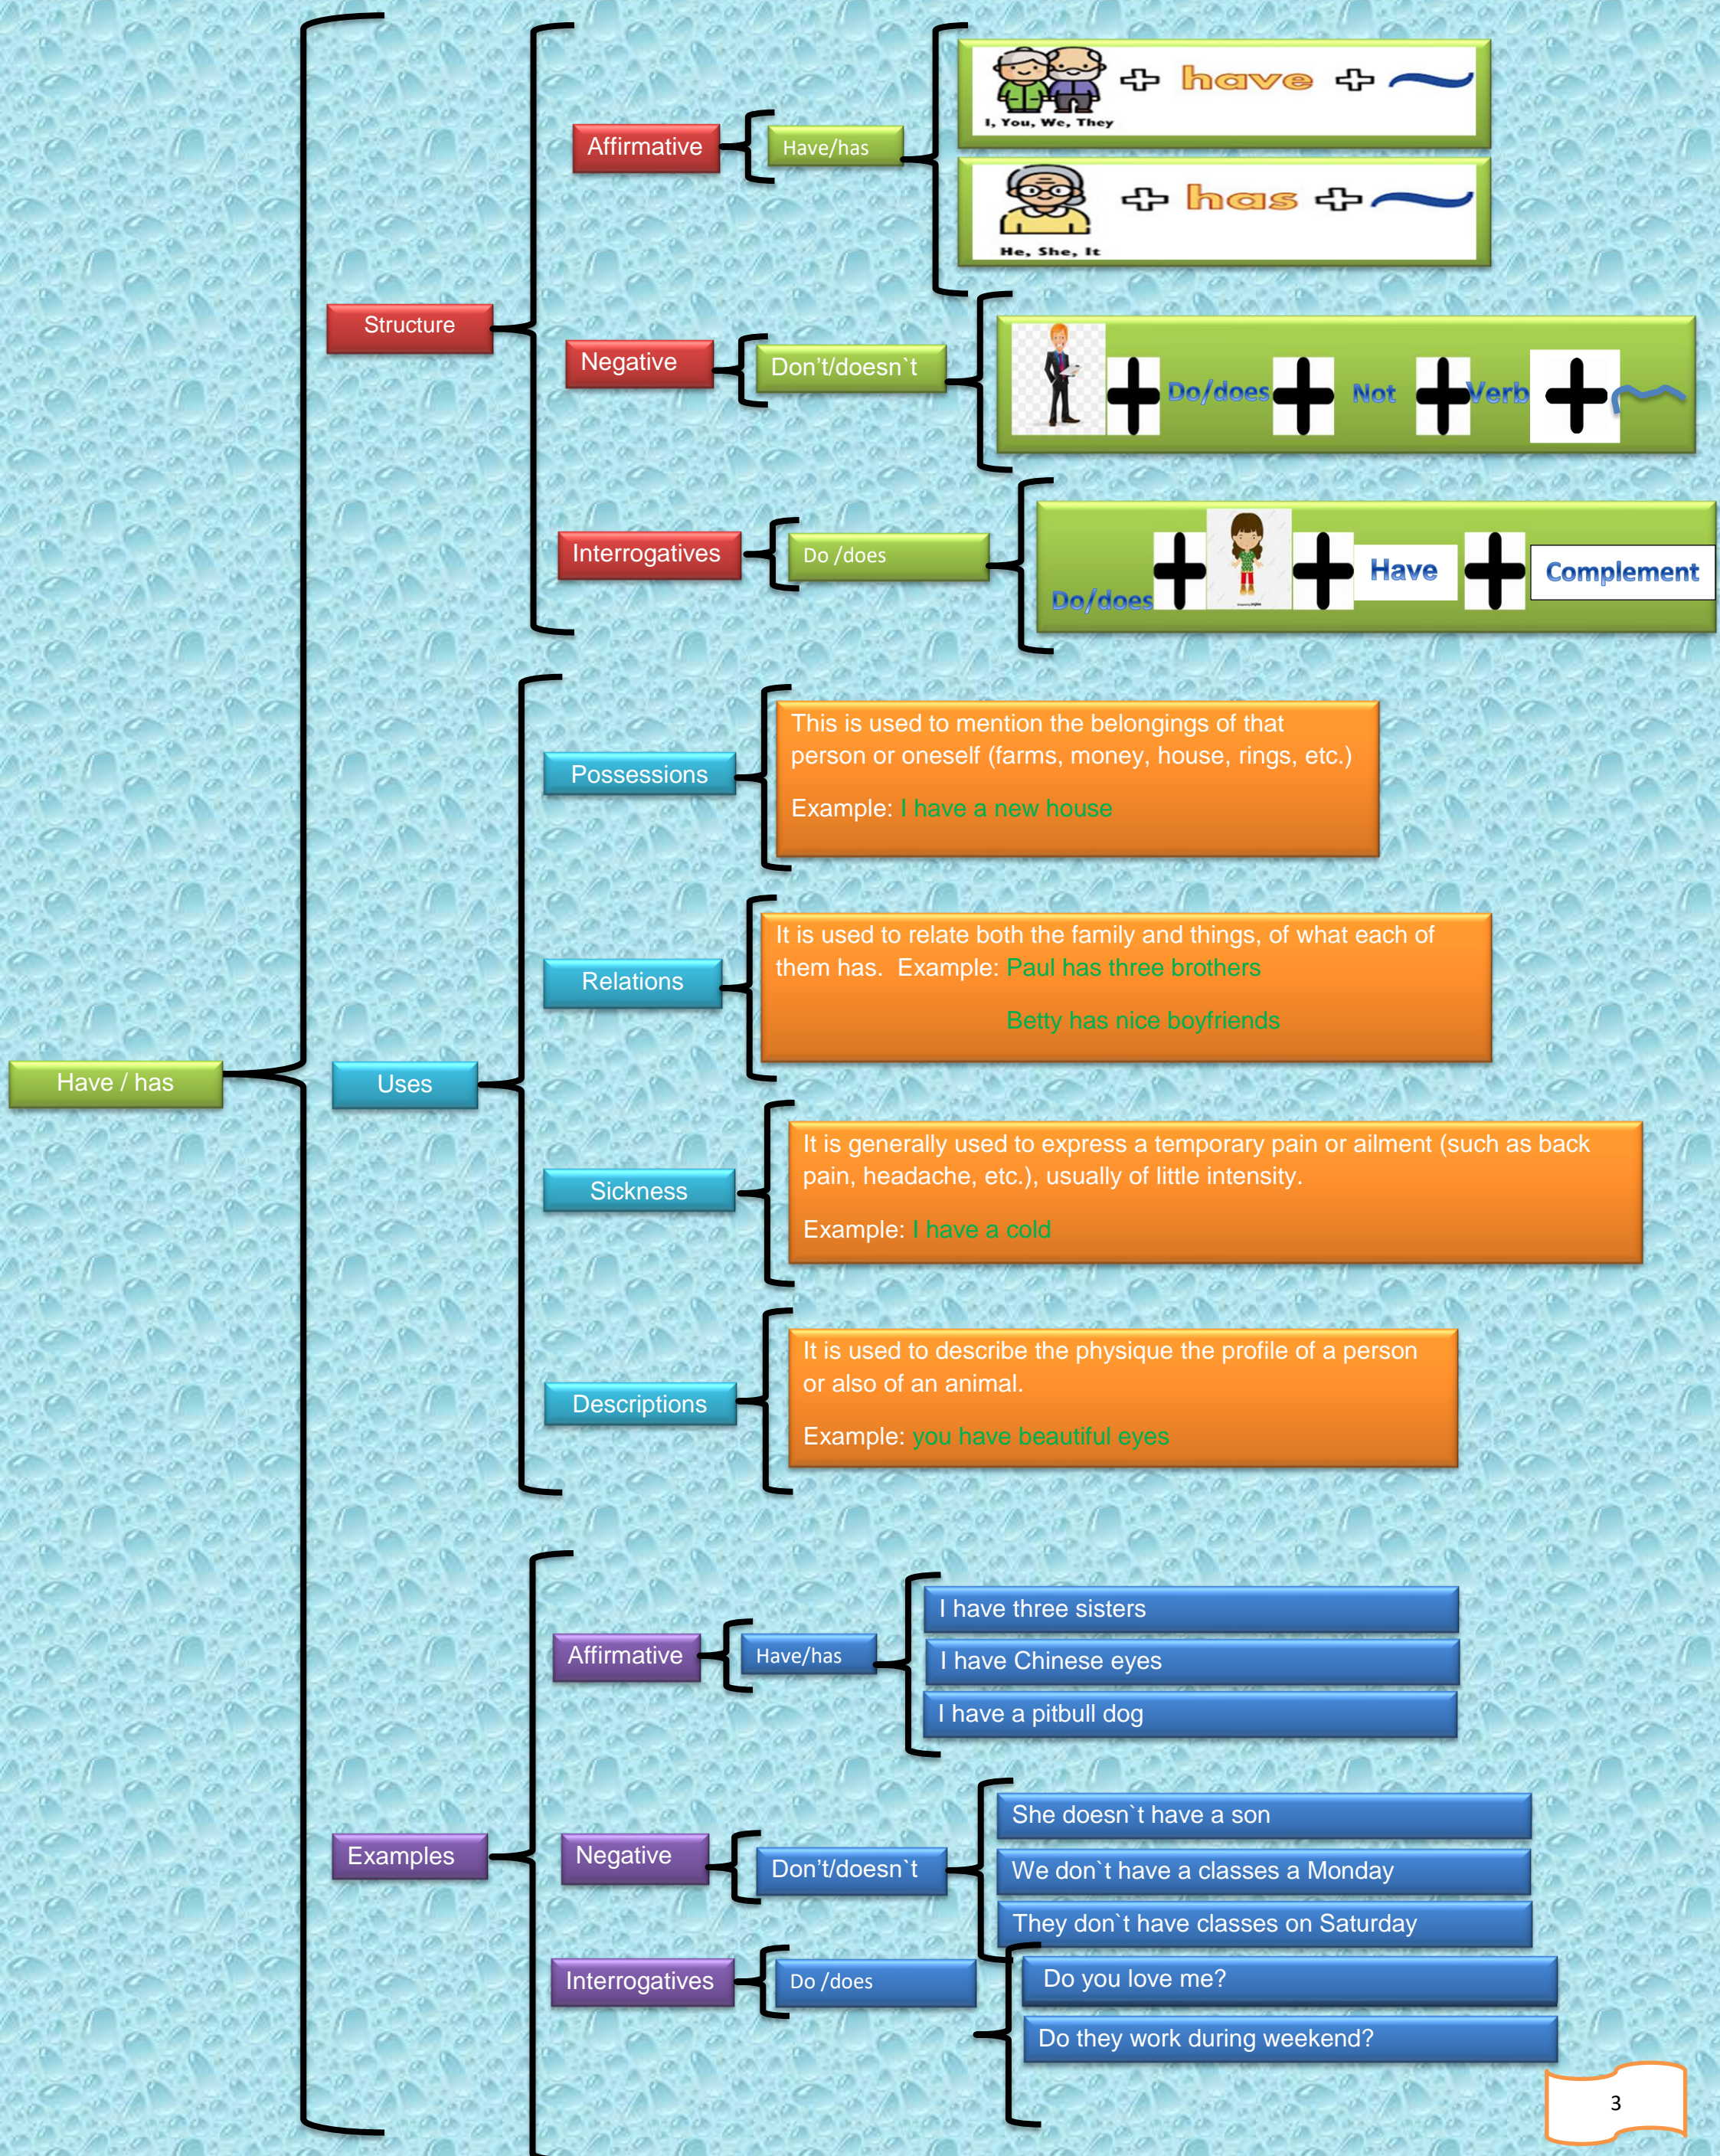 Have / has
Structure
Affirmative
Have/has
+ have +
I, You, We, They
+ has +
He, She, It
Negative
Don't/doesn`t
+ Do/does + Not + Verb +
Interrogatives
Do /does
Do/does + + Have + Complement
Uses
Possessions
This is used to mention the belongings of that
person or oneself (farms, money, house, rings, etc.)
Example: I have a new house
Relations
It is used to relate both the family and things, of what each of
them has. Example: Paul has three brothers
Betty has nice boyfriends
Sickness
It is generally used to express a temporary pain or ailment (such as back
pain, headache, etc.), usually of little intensity.
Example: I have a cold
Descriptions
It is used to describe the physique the profile of a person
or also of an animal.
Example: you have beautiful eyes
Examples
Affirmative
Have/has
I have three sisters
I have Chinese eyes
I have a pitbull dog
Negative
Don’t/doesn`t
She doesn`t have a son
We don`t have a classes a Monday
They don`t have classes on Saturday
Interrogatives
Do /does
Do you love me?
Do they work during weekend?
3